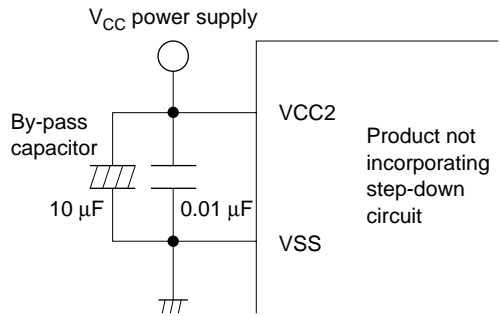 VCC power supply
By-pass
capacitor
10 µF
0.01 µF
VCC2
VSS
Product not
incorporating
step-down
circuit